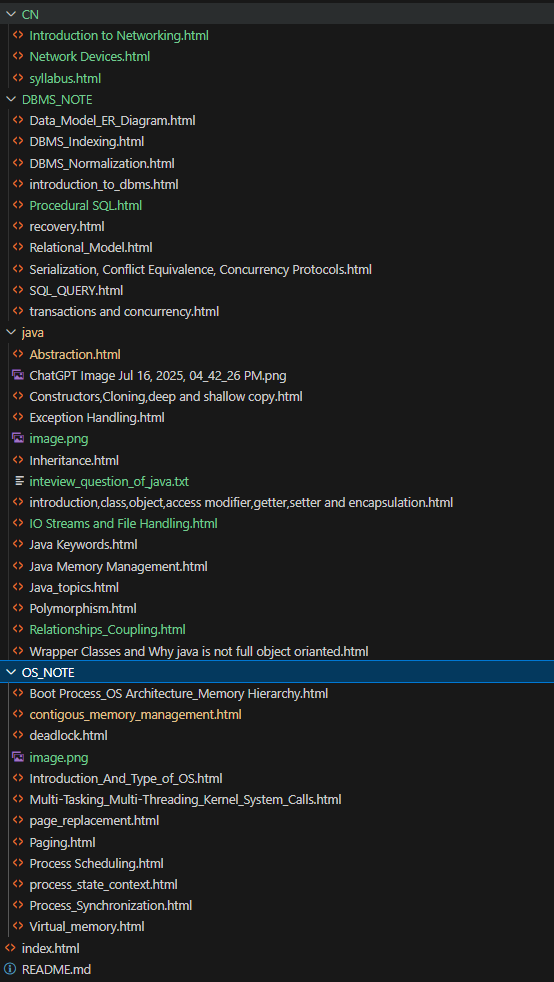 CN
Introduction to Networking.html
Network Devices.html
syllabus.html
DBMS_NOTE
Data_Model_ER_Diagram.html
DBMS_Indexing.html
DBMS_Normalization.html
introduction_to_dbms.html
Procedural SQL.html
recovery.html
Relational_Model.html
Serialization, Conflict Equivalence, Concurrency Protocols.html
SQL_QUERY.html
transactions and concurrency.html
java
Abstraction.html
ChatGPT Image Jul 16, 2025, 04_42_26 PM.png
Constructors,Cloning,deep and shallow copy.html
Exception Handling.html
image.png
Inheritance.html
inteview_question_of_java.txt
introduction,class,object,access modifier,getter,setter and encapsulation.html
IO Streams and File Handling.html
Java Keywords.html
Java Memory Management.html
Java_topics.html
Polymorphism.html
Relationships_Coupling.html
Wrapper Classes and Why java is not full object orianted.html
OS_NOTE
Boot Process_OS Architecture_Memory Hierarchy.html
contigous_memory_management.html
deadlock.html
image.png
Introduction_And_Type_of_OS.html
Multi-Tasking_Multi-Threading_Kernel_System_Calls.html
page_replacement.html
Paging.html
Process Scheduling.html
process_state_context.html
Process_Synchronization.html
Virtual_memory.html
index.html
README.md